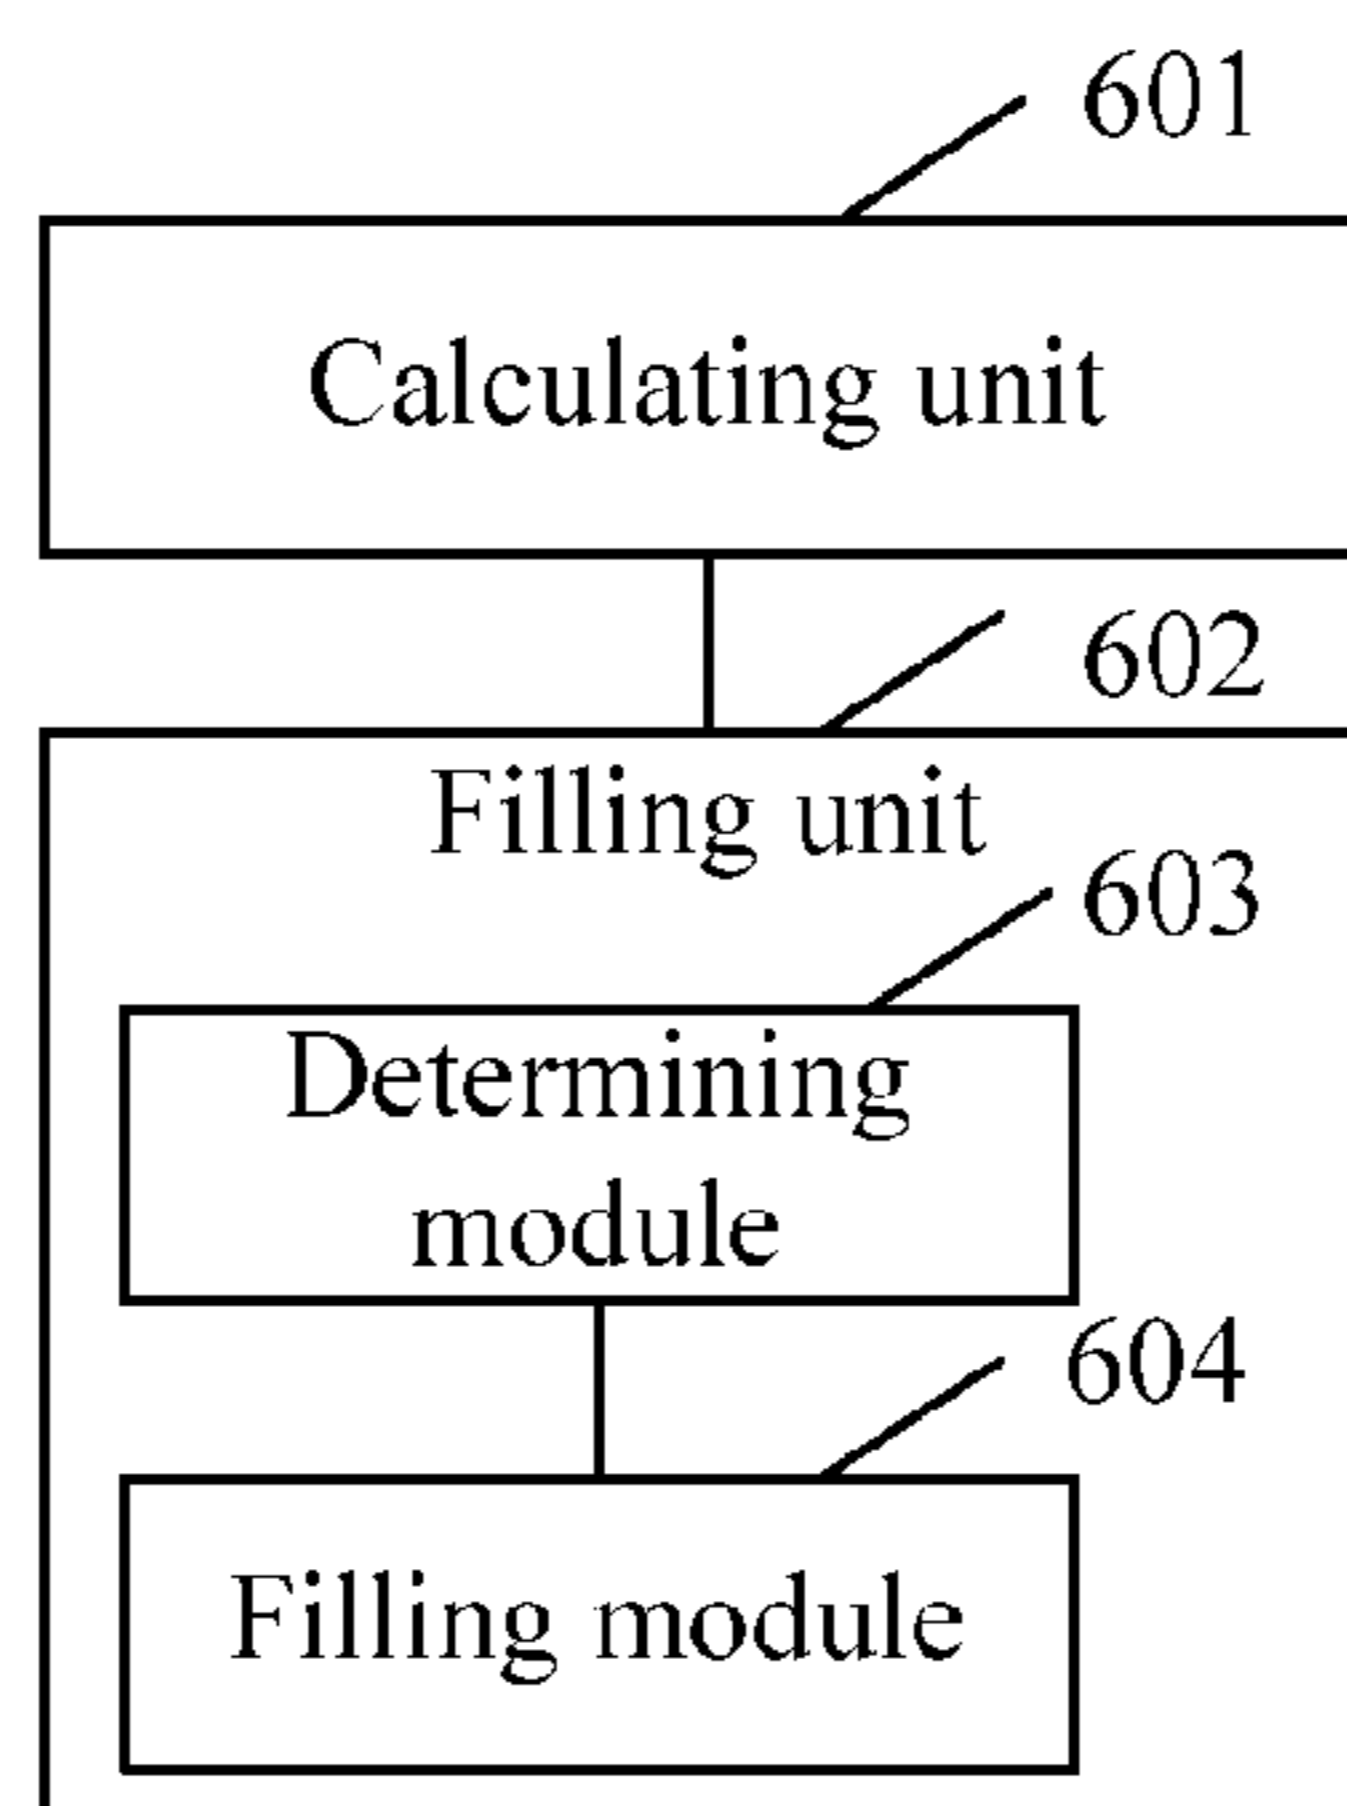 601
Calculating unit
602
Filling unit
603
Determining
module
604
Filling module